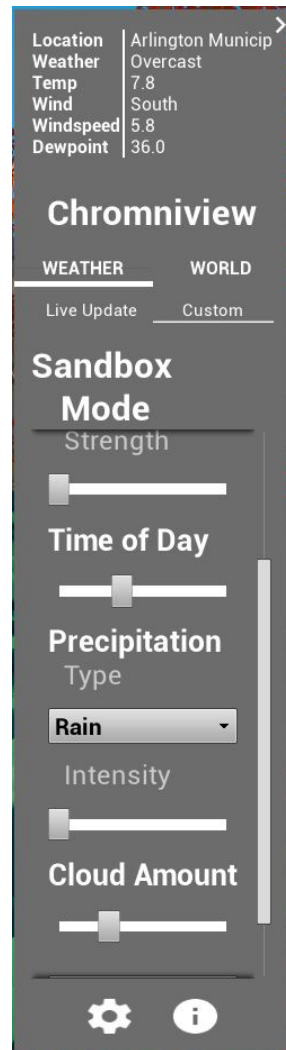 Location Arlington Municip
Weather Overcast
Temp 7.8
Wind South
Windspeed 5.8
Dewpoint 36.0
Chromniview
WEATHER WORLD
Live Update Custom
Sandbox
Mode
Strength
Time of Day
Precipitation
Type
Rain
Intensity
Cloud Amount